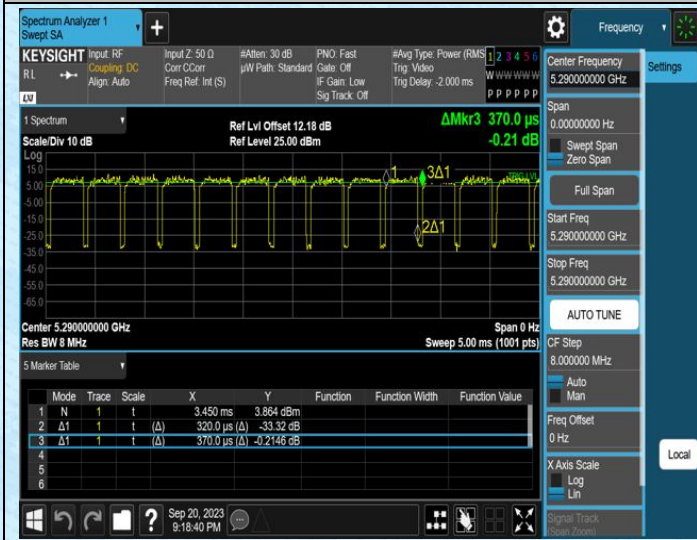 Spectrum Analyzer 1
Swept SA
+
Frequency
KEYSIGHT
RL
Input: RF
Coupling: DC
Align: Auto
Input Z: 50 Ω
Corr CCorr
Freq Ref: Int (S)
#Atten: 30 dB
µW Path: Standard
PNO: Fast
Gate: Off
IF Gain: Low
Sig Track: Off
#Avg Type: Power (RMS
Trig: Video
Trig Delay: -2.000 ms
1 2 3 4 5 6
W W W W W W
P P P P P P
LXI
1 Spectrum
Scale/Div 10 dB
Ref Lvl Offset 12.18 dB
Ref Level 25.00 dBm
ΔMkr3 370.0 µs
-0.21 dB
Log
15.0
5.00
-5.00
-15.0
-25.0
-35.0
-45.0
-55.0
-65.0
1
3Δ1
2Δ1
TRIG LVL
Center 5.290000000 GHz
Res BW 8 MHz
Span 0 Hz
Sweep 5.00 ms (1001 pts)
5 Marker Table
Mode Trace Scale X Y Function Function Width Function Value
1 N 1 t 3.450 ms 3.864 dBm
2 Δ1 1 t (Δ) 320.0 µs (Δ) -33.32 dB
3 Δ1 1 t (Δ) 370.0 µs (Δ) -0.2146 dB
4
5
6
Sep 20, 2023
9:18:40 PM
?
Center Frequency
5.290000000 GHz
Span
0.00000000 Hz
Swept Span
Zero Span
Full Span
Start Freq
5.290000000 GHz
Stop Freq
5.290000000 GHz
AUTO TUNE
CF Step
8.000000 MHz
Auto
Man
Freq Offset
0 Hz
X Axis Scale
Log
Lin
Signal Track
(Span Zoom)
Settings
Local